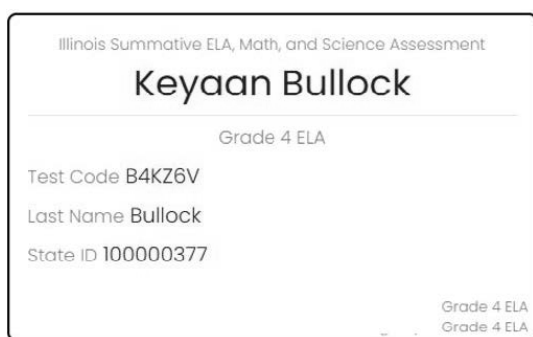 Illinois Summative ELA, Math, and Science Assessment
Keyaan Bullock
Grade 4 ELA
Test Code B4KZ6V
Last Name Bullock
State ID 100000377
Grade 4 ELA
Grade 4 ELA